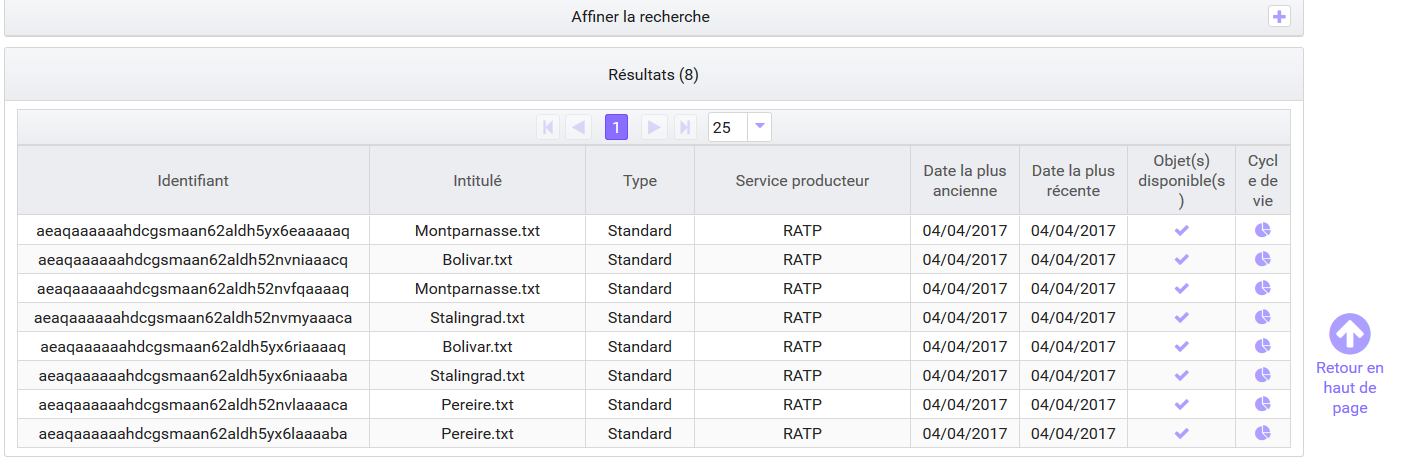 Affiner la recherche
Résultats (8)
1 25
Identifiant Intitulé Type Service producteur Date la plus ancienne Date la plus récente Objet(s) disponible(s) Cycle de vie
aeaqaaaaaahdcgsmaan62aldh5yx6eaaaaaq Montparnasse.txt Standard RATP 04/04/2017 04/04/2017
aeaqaaaaaahdcgsmaan62aldh52nvniaaacq Bolivar.txt Standard RATP 04/04/2017 04/04/2017
aeaqaaaaaahdcgsmaan62aldh52nvfqaaaaq Montparnasse.txt Standard RATP 04/04/2017 04/04/2017
aeaqaaaaaahdcgsmaan62aldh52nvmyaaaca Stalingrad.txt Standard RATP 04/04/2017 04/04/2017
aeaqaaaaaahdcgsmaan62aldh5yx6riaaaaq Bolivar.txt Standard RATP 04/04/2017 04/04/2017
aeaqaaaaaahdcgsmaan62aldh5yx6niaaaba Stalingrad.txt Standard RATP 04/04/2017 04/04/2017
aeaqaaaaaahdcgsmaan62aldh52nvlaaaaca Pereire.txt Standard RATP 04/04/2017 04/04/2017
aeaqaaaaaahdcgsmaan62aldh5yx6laaaaba Pereire.txt Standard RATP 04/04/2017 04/04/2017
Retour en
haut de
page